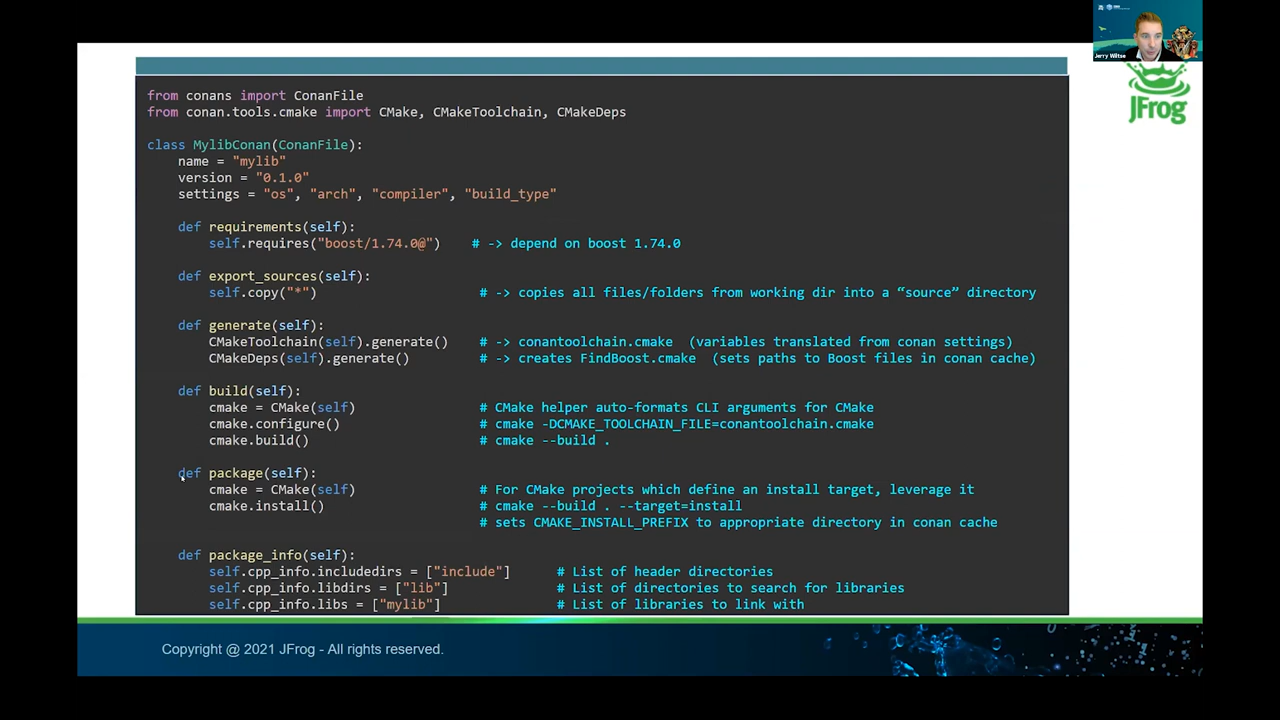 Jerry Wiltse
JFrog
from conans import ConanFile
from conan.tools.cmake import CMake, CMakeToolchain, CMakeDeps
class MylibConan(ConanFile):
name = "mylib"
version = "0.1.0"
settings = "os", "arch", "compiler", "build_type"
def requirements(self):
self.requires("boost/1.74.0@") # -> depend on boost 1.74.0
def export_sources(self):
self.copy("*") # -> copies all files/folders from working dir into a “source” directory
def generate(self):
CMakeToolchain(self).generate() # -> conantoolchain.cmake (variables translated from conan settings)
CMakeDeps(self).generate() # -> creates FindBoost.cmake (sets paths to Boost files in conan cache)
def build(self):
cmake = CMake(self) # CMake helper auto-formats CLI arguments for CMake
cmake.configure() # cmake -DCMAKE_TOOLCHAIN_FILE=conantoolchain.cmake
cmake.build() # cmake --build .
def package(self):
cmake = CMake(self) # For CMake projects which define an install target, leverage it
cmake.install() # cmake --build . --target=install
# sets CMAKE_INSTALL_PREFIX to appropriate directory in conan cache
def package_info(self):
self.cpp_info.includedirs = ["include"] # List of header directories
self.cpp_info.libdirs = ["lib"] # List of directories to search for libraries
self.cpp_info.libs = ["mylib"] # List of libraries to link with
Copyright @ 2021 JFrog - All rights reserved.